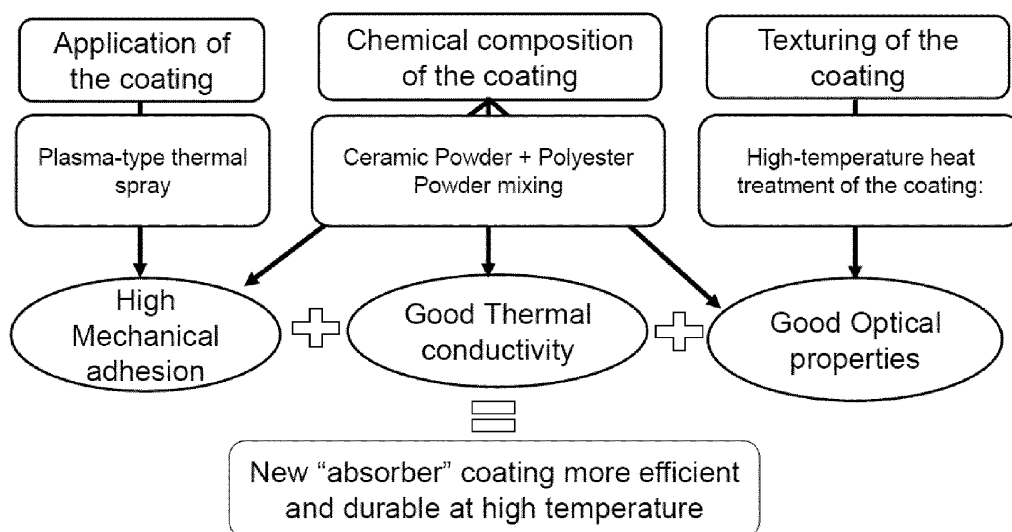 Application of
the coating
Chemical composition
of the coating
Texturing of the
coating
Plasma-type thermal
spray
Ceramic Powder + Polyester
Powder mixing
High-temperature heat
treatment of the coating:
High
Mechanical
adhesion
Good Thermal
conductivity
Good Optical
properties
New “absorber” coating more efficient
and durable at high temperature